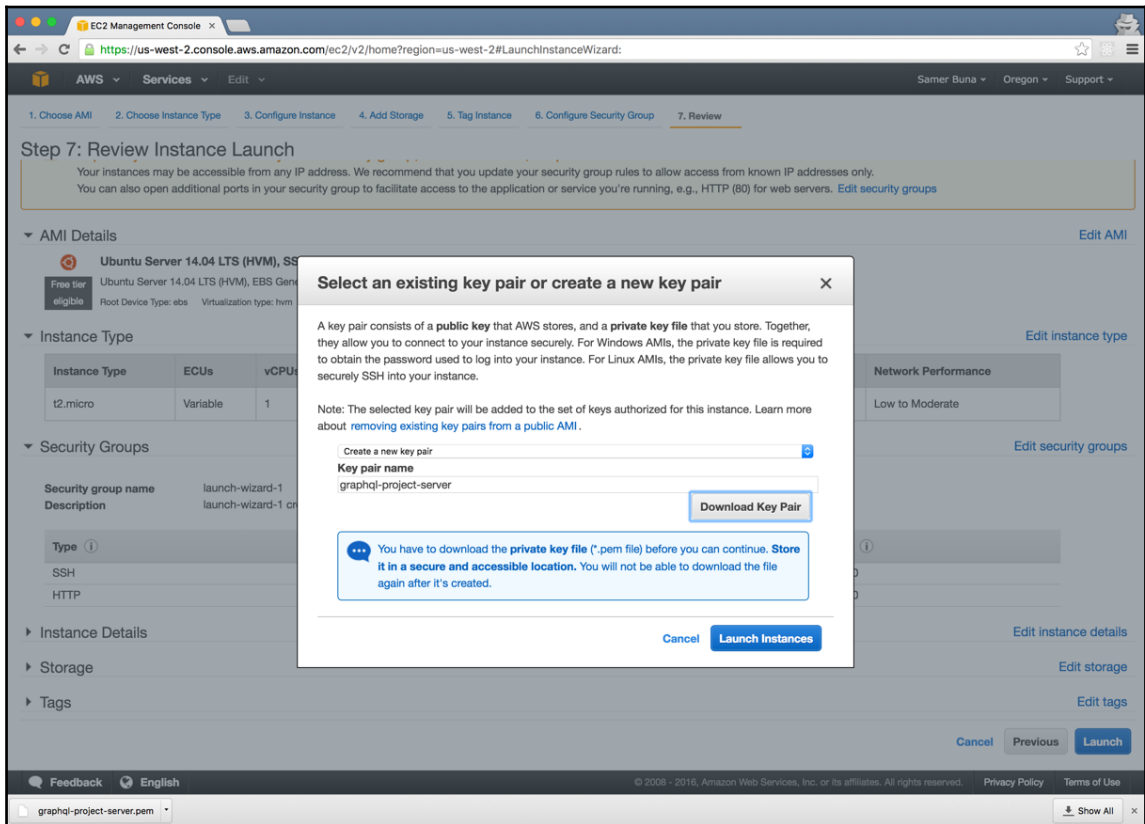 EC2 Management Console
https://us-west-2.console.aws.amazon.com/ec2/v2/home?region=us-west-2#LaunchInstanceWizard:
AWS Services Edit Samer Buna Oregon Support
1. Choose AMI 2. Choose Instance Type 3. Configure Instance 4. Add Storage 5. Tag Instance 6. Configure Security Group 7. Review
Step 7: Review Instance Launch
Your instances may be accessible from any IP address. We recommend that you update your security group rules to allow access from known IP addresses only.
You can also open additional ports in your security group to facilitate access to the application or service you're running, e.g., HTTP (80) for web servers. Edit security groups
AMI Details Edit AMI
Ubuntu Server 14.04 LTS (HVM), SS
Free tier eligible
Ubuntu Server 14.04 LTS (HVM), EBS Gen
Root Device Type: ebs Virtualization type: hvm
Instance Type Edit instance type
Instance Type ECUs vCPUs Network Performance
t2.micro Variable 1 Low to Moderate
Security Groups Edit security groups
Security group name launch-wizard-1
Description launch-wizard-1 cr
Type
SSH
HTTP
Instance Details Edit instance details
Storage Edit storage
Tags Edit tags
Cancel Previous Launch
Select an existing key pair or create a new key pair
A key pair consists of a public key that AWS stores, and a private key file that you store. Together,
they allow you to connect to your instance securely. For Windows AMIs, the private key file is required
to obtain the password used to log into your instance. For Linux AMIs, the private key file allows you to
securely SSH into your instance.
Note: The selected key pair will be added to the set of keys authorized for this instance. Learn more
about removing existing key pairs from a public AMI.
Create a new key pair
Key pair name
graphql-project-server
Download Key Pair
You have to download the private key file (*.pem file) before you can continue. Store
it in a secure and accessible location. You will not be able to download the file
again after it's created.
Cancel Launch Instances
Feedback English © 2008 - 2016, Amazon Web Services, Inc. or its affiliates. All rights reserved. Privacy Policy Terms of Use
graphql-project-server.pem Show All